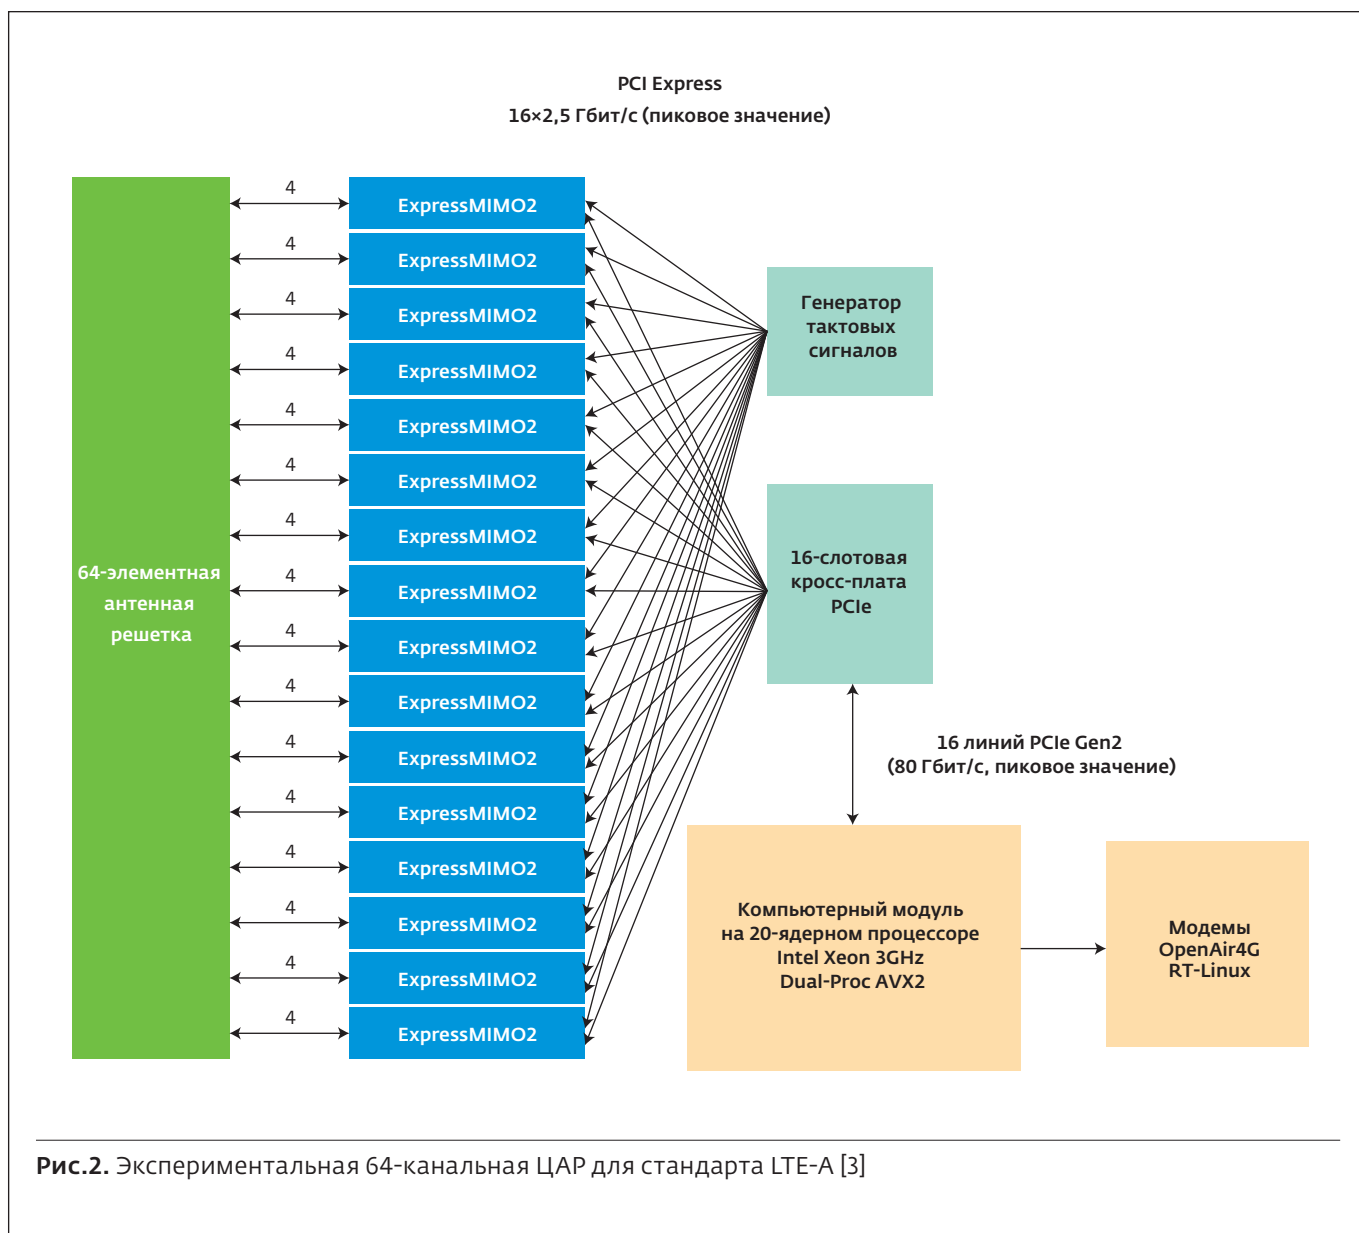 PCI Express
16×2,5 Гбит/с (пиковое значение)
4
ExpressMIMO2
4
ExpressMIMO2
4
ExpressMIMO2
4
ExpressMIMO2
4
ExpressMIMO2
4
ExpressMIMO2
4
ExpressMIMO2
4
ExpressMIMO2
4
ExpressMIMO2
4
ExpressMIMO2
4
ExpressMIMO2
4
ExpressMIMO2
4
ExpressMIMO2
4
ExpressMIMO2
4
ExpressMIMO2
4
ExpressMIMO2
64-элементная
антенная
решетка
Генератор
тактовых
сигналов
16-слотовая
кросс-плата
PCIe
16 линий PCIe Gen2
(80 Гбит/с, пиковое значение)
Компьютерный модуль
на 20-ядерном процессоре
Intel Xeon 3GHz
Dual-Proc AVX2
Модемы
OpenAir4G
RT-Linux
Рис.2. Экспериментальная 64-канальная ЦАР для стандарта LTE-A [3]